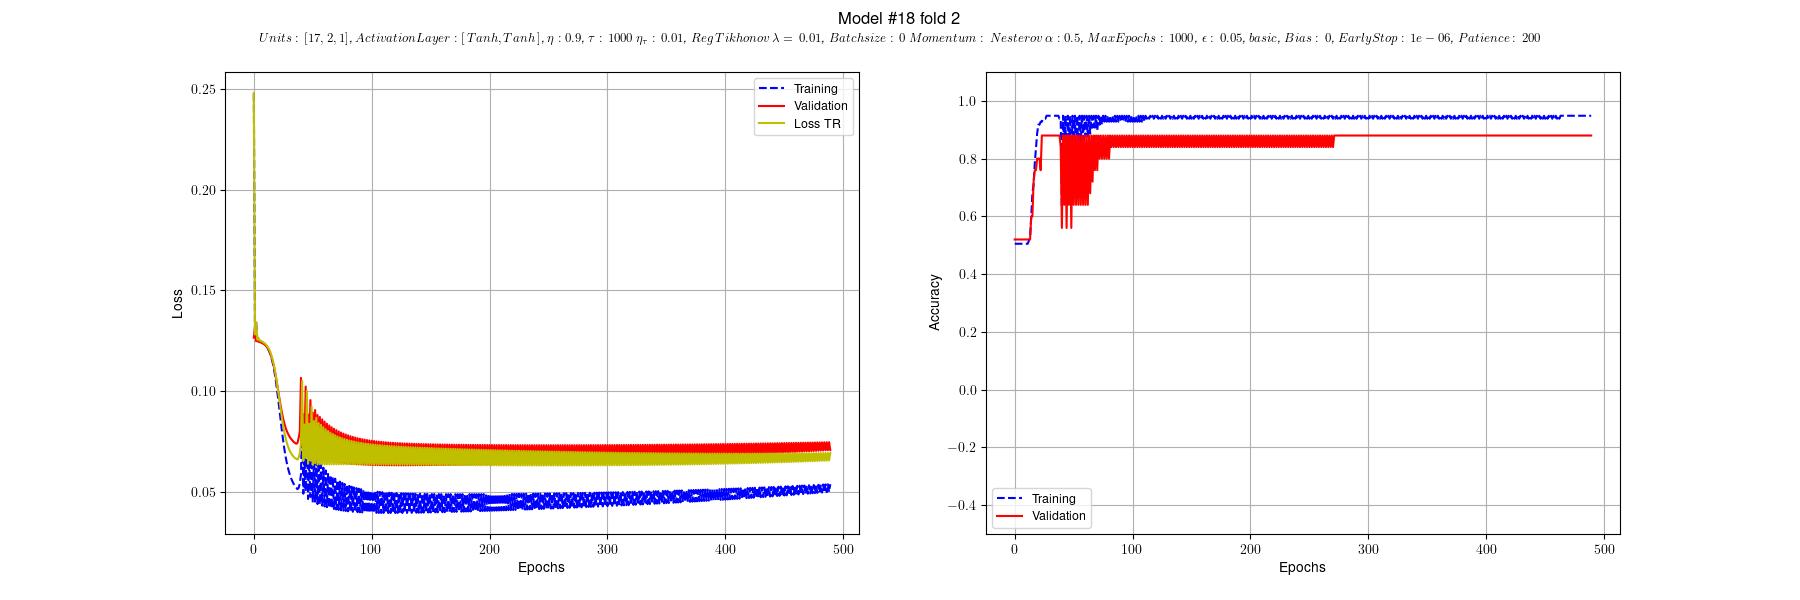 Model #18 fold 2
Units : [17, 2, 1], ActivationLayer : [Tanh, Tanh], η : 0.9, τ : 1000 η_τ : 0.01, RegTikhonov λ = 0.01, Batchsize : 0 Momentum : Nesterov α : 0.5, MaxEpochs : 1000, ϵ : 0.05, basic, Bias : 0, EarlyStop : 1e − 06, Patience : 200
0.25
0.20
0.15
0.10
0.05
Loss
Training
Validation
Loss TR
0 100 200 300 400 500
Epochs
1.0
0.8
0.6
0.4
0.2
0.0
−0.2
−0.4
Accuracy
Training
Validation
0 100 200 300 400 500
Epochs